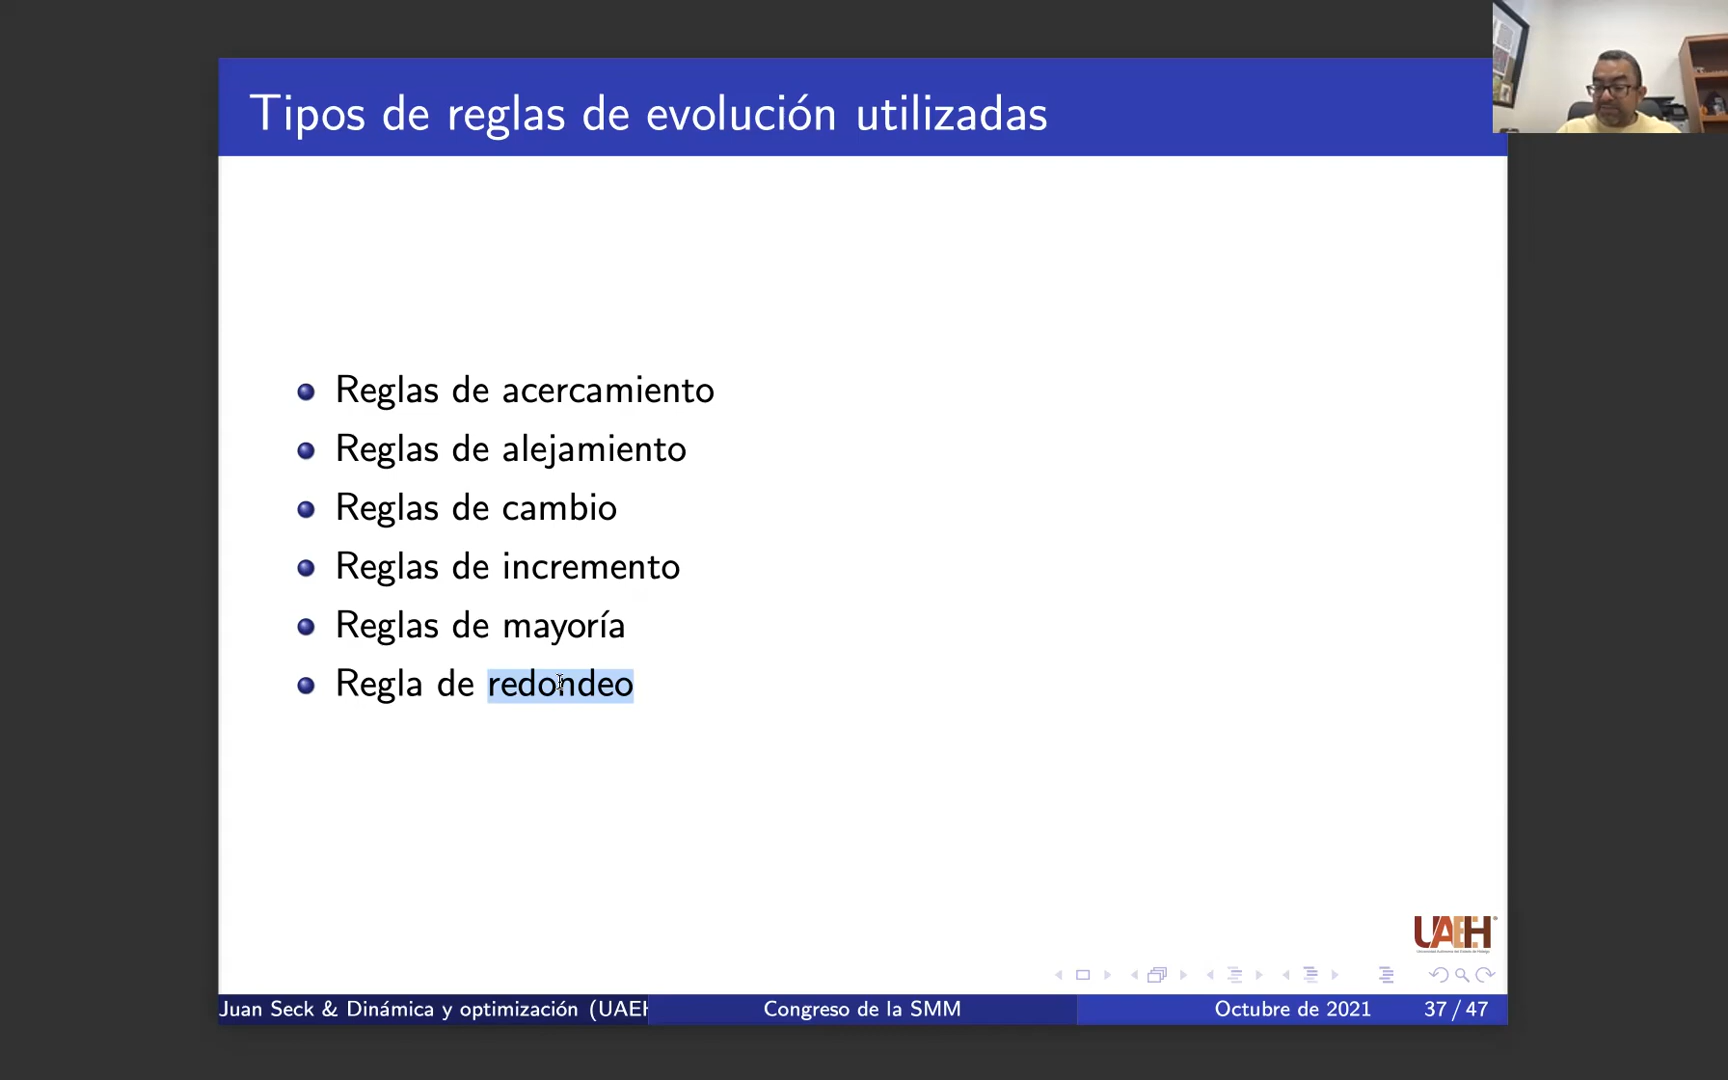 Tipos de reglas de evolución utilizadas
Reglas de acercamiento
Reglas de alejamiento
Reglas de cambio
Reglas de incremento
Reglas de mayoría
Regla de redondeo
UAEH
Juan Seck & Dinámica y optimización (UAEH
Congreso de la SMM
Octubre de 2021
37 / 47